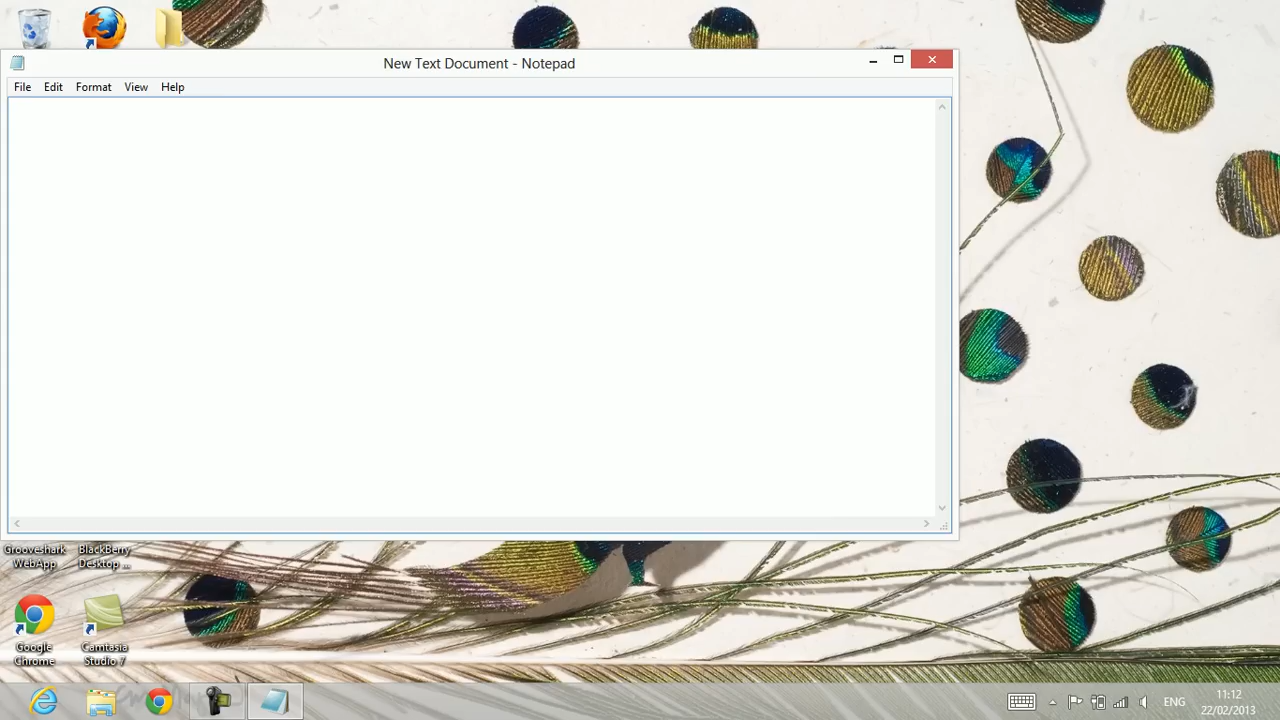 New Text Document - Notepad
File Edit Format View Help
Grooveshark WebApp
BlackBerry Desktop ...
Google Chrome
Camtasia Studio 7
ENG
11:12
22/02/2013